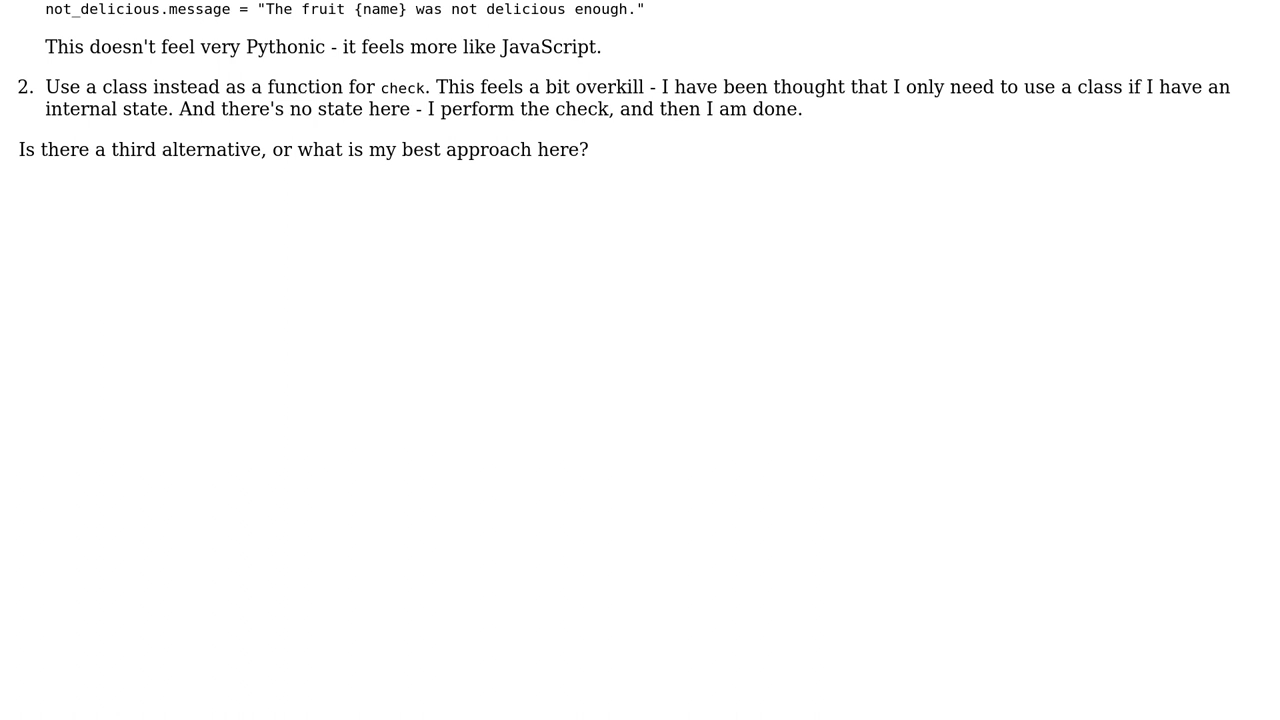 not_delicious.message = "The fruit {name} was not delicious enough."
This doesn't feel very Pythonic - it feels more like JavaScript.
2. Use a class instead as a function for check. This feels a bit overkill - I have been thought that I only need to use a class if I have an
internal state. And there's no state here - I perform the check, and then I am done.
Is there a third alternative, or what is my best approach here?